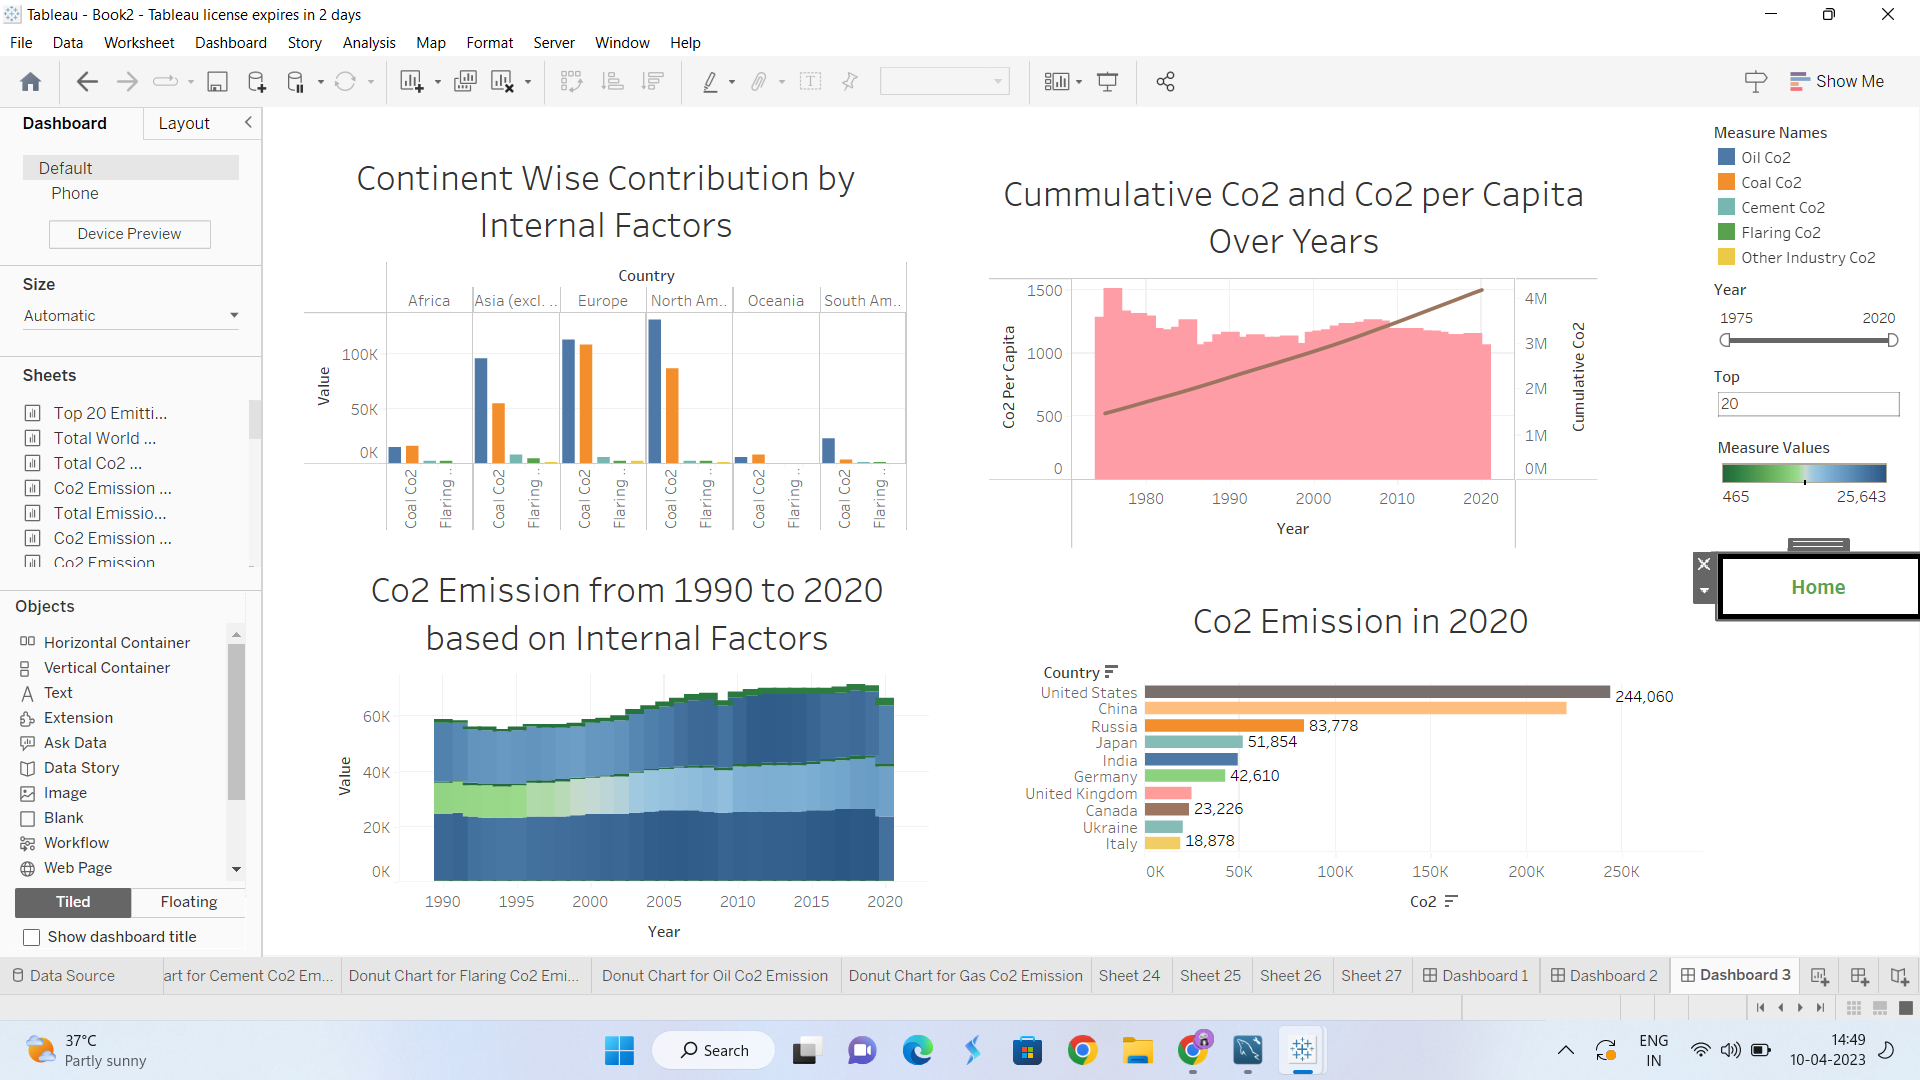 Tableau - Book2 - Tableau license expires in 2 days
File Data Worksheet Dashboard Story Analysis Map Format Server Window Help
Show Me
Dashboard Layout
Default
Phone
Device Preview
Size
Automatic
Sheets
Top 20 Emitti...
Total World ...
Total Co2 ...
Co2 Emission ...
Total Emissio...
Co2 Emission ...
Co2 Emission
Objects
Horizontal Container
Vertical Container
Text
Extension
Ask Data
Data Story
Image
Blank
Workflow
Web Page
Tiled Floating
Show dashboard title
Continent Wise Contribution by
Internal Factors
Country
Africa Asia (excl. .. Europe North Am.. Oceania South Am..
Value
100K
50K
0K
Coal Co2 Flaring .. Coal Co2 Flaring .. Coal Co2 Flaring .. Coal Co2 Flaring .. Coal Co2 Flaring .. Coal Co2 Flaring ..
Cummulative Co2 and Co2 per Capita
Over Years
Co2 Per Capita
1500
1000
500
0
4M
3M
2M
1M
0M
Cumulative Co2
1980 1990 2000 2010 2020
Year
Co2 Emission from 1990 to 2020
based on Internal Factors
Value
60K
40K
20K
0K
1990 1995 2000 2005 2010 2015 2020
Year
Co2 Emission in 2020
Country
United States 244,060
China
Russia 83,778
Japan 51,854
India
Germany 42,610
United Kingdom
Canada 23,226
Ukraine
Italy 18,878
0K 50K 100K 150K 200K 250K
Co2
Measure Names
Oil Co2
Coal Co2
Cement Co2
Flaring Co2
Other Industry Co2
Year
1975 2020
Top
20
Measure Values
465 25,643
Home
Data Source art for Cement Co2 Em... Donut Chart for Flaring Co2 Emi... Donut Chart for Oil Co2 Emission Donut Chart for Gas Co2 Emission Sheet 24 Sheet 25 Sheet 26 Sheet 27 Dashboard 1 Dashboard 2 Dashboard 3
37°C
Partly sunny
Search
ENG
IN
14:49
10-04-2023